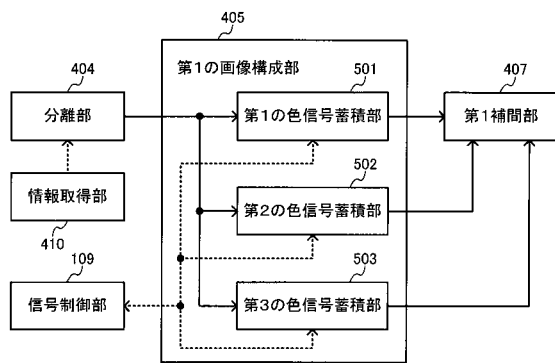 405
404
第1の画像構成部
501
407
分離部
第1の色信号蓄積部
第1補間部
502
情報取得部
第2の色信号蓄積部
410
109
503
信号制御部
第3の色信号蓄積部